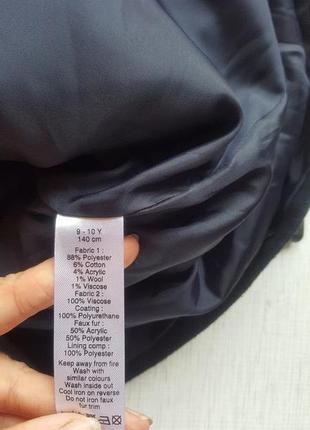 9 - 10 Y
140 cm
Fabric 1 :
88% Polyester
6% Cotton
4% Acrylic
1% Wool
1% Viscose
Fabric 2 :
100% Viscose
Coating :
100% Polyurethane
Faux fur :
50% Acrylic
50% Polyester
Lining comp :
100% Polyester
Keep away from fire
Wash with
similar colours
Wash inside out
Cool iron on reverse
Do not iron faux
fur trim